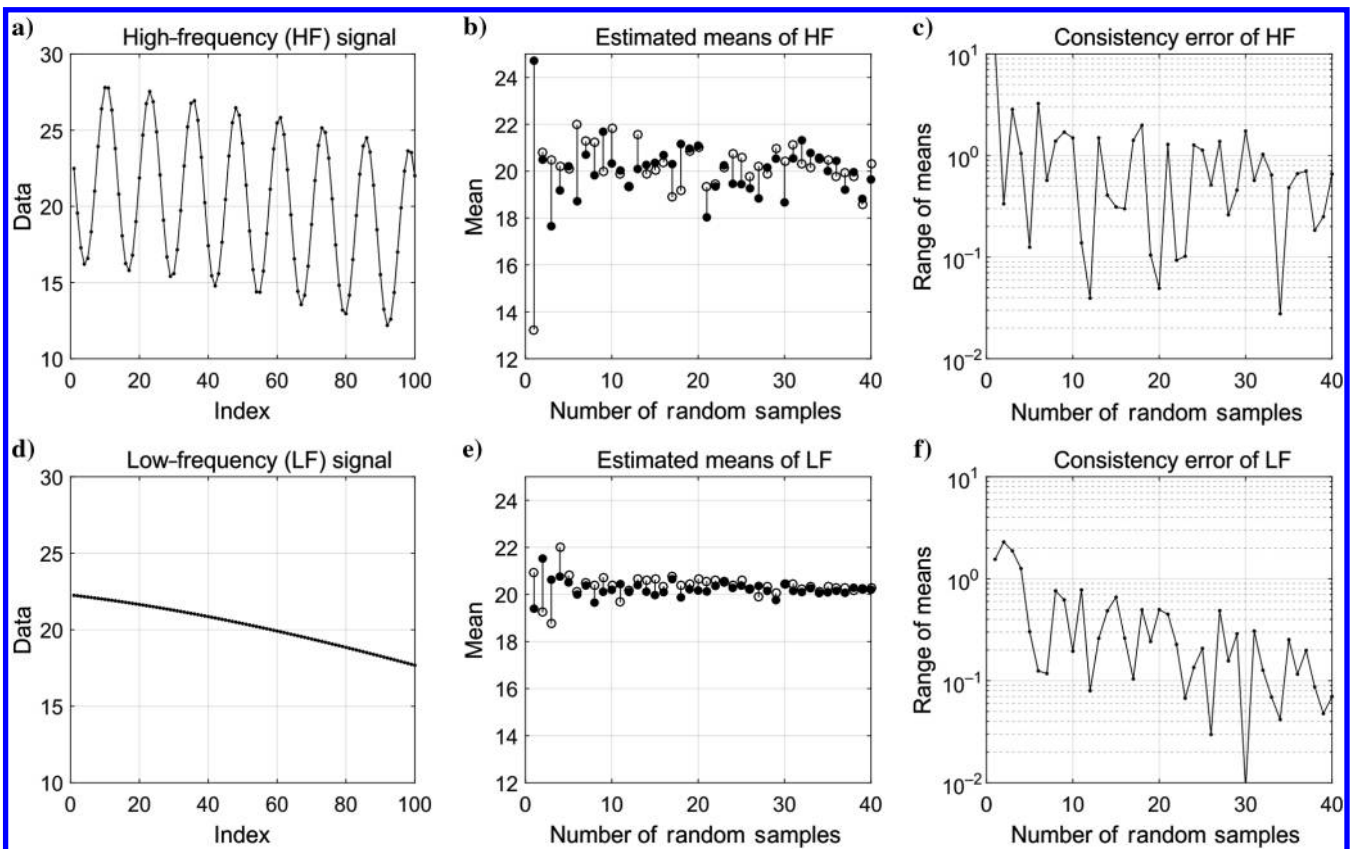 a)
High-frequency (HF) signal
Data
30
25
20
15
10
0
20
40
60
80
100
Index
b)
Estimated means of HF
Mean
24
22
20
18
16
14
12
0
10
20
30
40
Number of random samples
c)
Consistency error of HF
Range of means
10^1
10^0
10^-1
10^-2
0
10
20
30
40
Number of random samples
d)
Low-frequency (LF) signal
Data
30
25
20
15
10
0
20
40
60
80
100
Index
e)
Estimated means of LF
Mean
24
22
20
18
16
14
12
0
10
20
30
40
Number of random samples
f)
Consistency error of LF
Range of means
10^1
10^0
10^-1
10^-2
0
10
20
30
40
Number of random samples